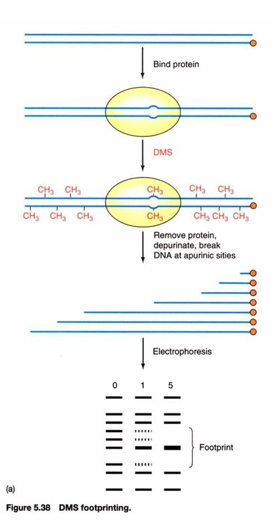 Bind protein
DMS
CH3 CH3 CH3 CH3 CH3
CH3 CH3 CH3 CH3 CH3 CH3 CH3
Remove protein,
depurinate, break
DNA at apurinic sities
Electrophoresis
0 1 5
Footprint
(a)
Figure 5.38 DMS footprinting.